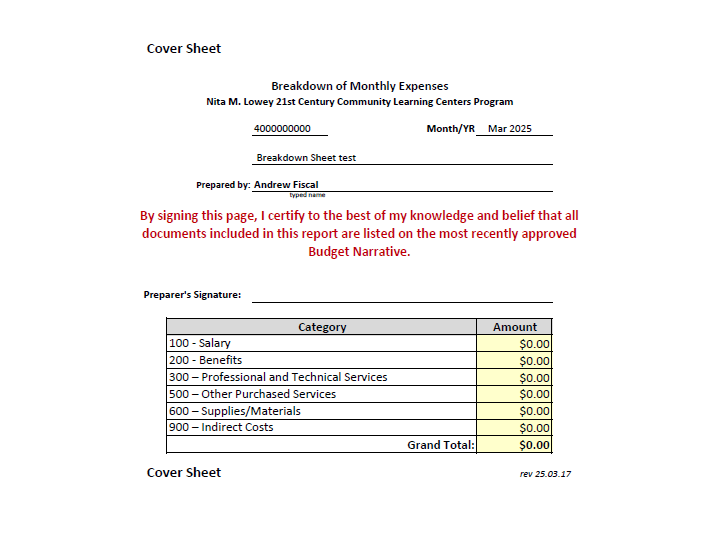 Cover Sheet
Breakdown of Monthly Expenses
Nita M. Lowey 21st Century Community Learning Centers Program
4000000000 Month/YR Mar 2025
Breakdown Sheet test
Prepared by: Andrew Fiscal
typed name
By signing this page, I certify to the best of my knowledge and belief that all
documents included in this report are listed on the most recently approved
Budget Narrative.
Preparer's Signature:
Category Amount
100 - Salary $0.00
200 - Benefits $0.00
300 – Professional and Technical Services $0.00
500 – Other Purchased Services $0.00
600 – Supplies/Materials $0.00
900 – Indirect Costs $0.00
Grand Total: $0.00
Cover Sheet rev 25.03.17